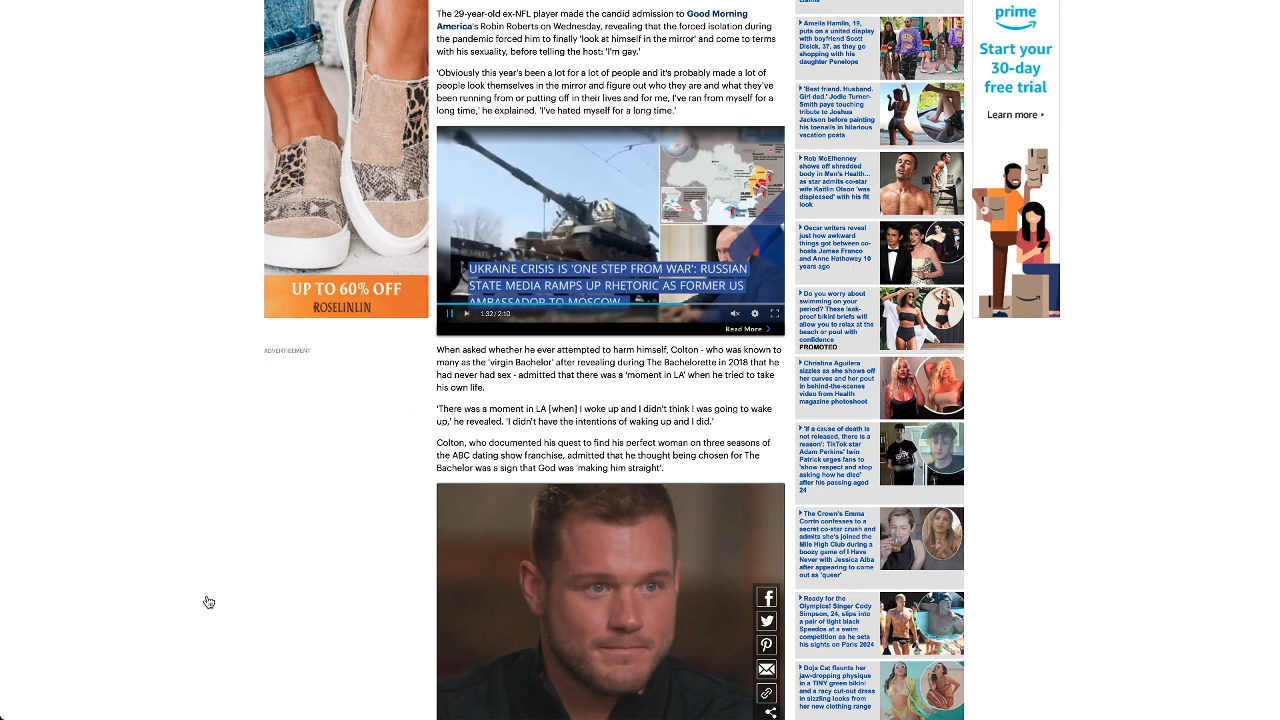 UP TO 60% OFF
ROSELINLIN
ADVERTISEMENT
The 29-year-old ex-NFL player made the candid admission to Good Morning
America's Robin Roberts on Wednesday, revealing that the forced isolation during
the pandemic forced him to finally 'look at himself in the mirror' and come to terms
with his sexuality, before telling the host: 'I'm gay.'
'Obviously this year's been a lot for a lot of people and it's probably made a lot of
people look themselves in the mirror and figure out who they are and what they've
been running from or putting off in their lives and for me, I've ran from myself for a
long time,' he explained. 'I've hated myself for a long time.'
UKRAINE CRISIS IS 'ONE STEP FROM WAR': RUSSIAN
STATE MEDIA RAMPS UP RHETORIC AS FORMER US
AMBASSADOR TO MOSCOW
1:32 / 2:10
Read More
When asked whether he ever attempted to harm himself, Colton - who was known to
many as the 'virgin Bachelor' after revealing during The Bachelorette in 2018 that he
had never had sex - admitted that there was a 'moment in LA' when he tried to take
his own life.
'There was a moment in LA [when] I woke up and I didn't think I was going to wake
up,' he revealed. 'I didn't have the intentions of waking up and I did.'
Colton, who documented his quest to find his perfect woman on three seasons of
the ABC dating show franchise, admitted that he thought being chosen for The
Bachelor was a sign that God was 'making him straight'.
Amelia Hamlin, 19,
puts on a united display
with boyfriend Scott
Disick, 37, as they go
shopping with his
daughter Penelope
'Best friend. Husband.
Girl dad.' Jodie Turner-
Smith pays touching
tribute to Joshua
Jackson before painting
his toenails in hilarious
vacation posts
Rob McElhenney
shows off shredded
body in Men's Health...
as star admits co-star
wife Kaitlin Olson 'was
displeased' with his fit
look
Oscar writers reveal
just how awkward
things got between co-
hosts James Franco
and Anne Hathaway 10
years ago
Do you worry about
swimming on your
period? These leak-
proof bikini briefs will
allow you to relax at the
beach or pool with
confidence
PROMOTED
Christina Aguilera
sizzles as she shows off
her curves and her pout
in behind-the-scenes
video from Health
magazine photoshoot
'If a cause of death is
not released, there is a
reason': TikTok star
Adam Perkins' twin
Patrick urges fans to
'show respect and stop
asking how he died'
after his passing aged
24
The Crown's Emma
Corrin confesses to a
secret co-star crush and
admits she's joined the
Mile High Club during a
boozy game of I Have
Never with Jessica Alba
after appearing to come
out as 'queer'
Ready for the
Olympics! Singer Cody
Simpson, 24, slips into
a pair of tight black
Speedos at a swim
competition as he sets
his sights on Paris 2024
Doja Cat flaunts her
jaw-dropping physique
in a TINY green bikini
and a racy cut-out dress
in sizzling looks from
her new clothing range
prime
Start your
30-day
free trial
Learn more